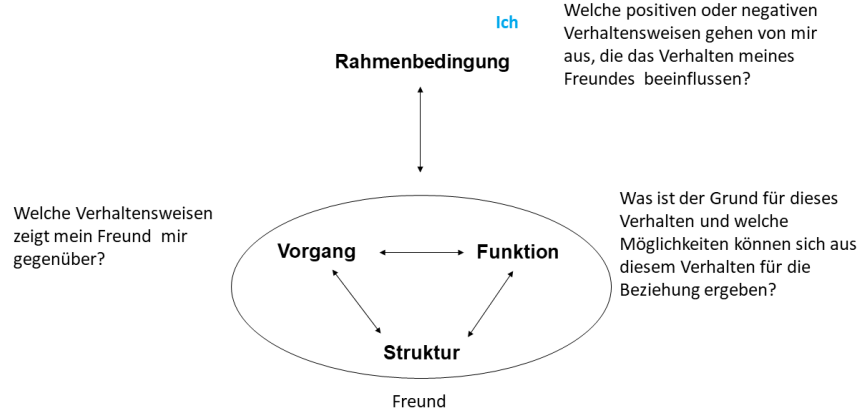 Ich
Welche positiven oder negativen
Verhaltensweisen gehen von mir
aus, die das Verhalten meines
Freundes beeinflussen?
Rahmenbedingung
Welche Verhaltensweisen
zeigt mein Freund mir
gegenüber?
Was ist der Grund für dieses
Verhalten und welche
Möglichkeiten können sich aus
diesem Verhalten für die
Beziehung ergeben?
Vorgang
Funktion
Struktur
Freund